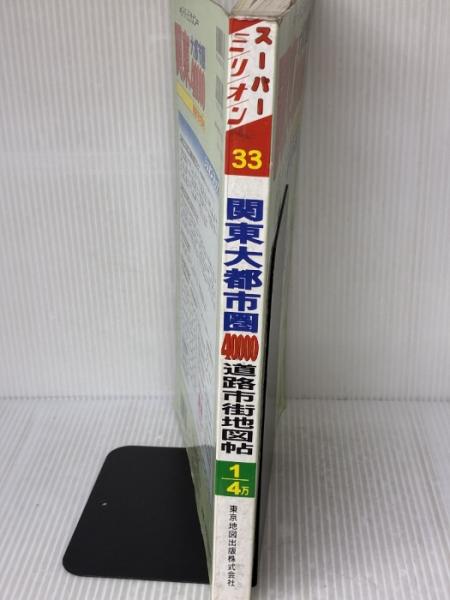 スーパー
ミリオン
33
関東大都市圏
40000
道路市街地図帖
1/4万
東京地図出版株式会社